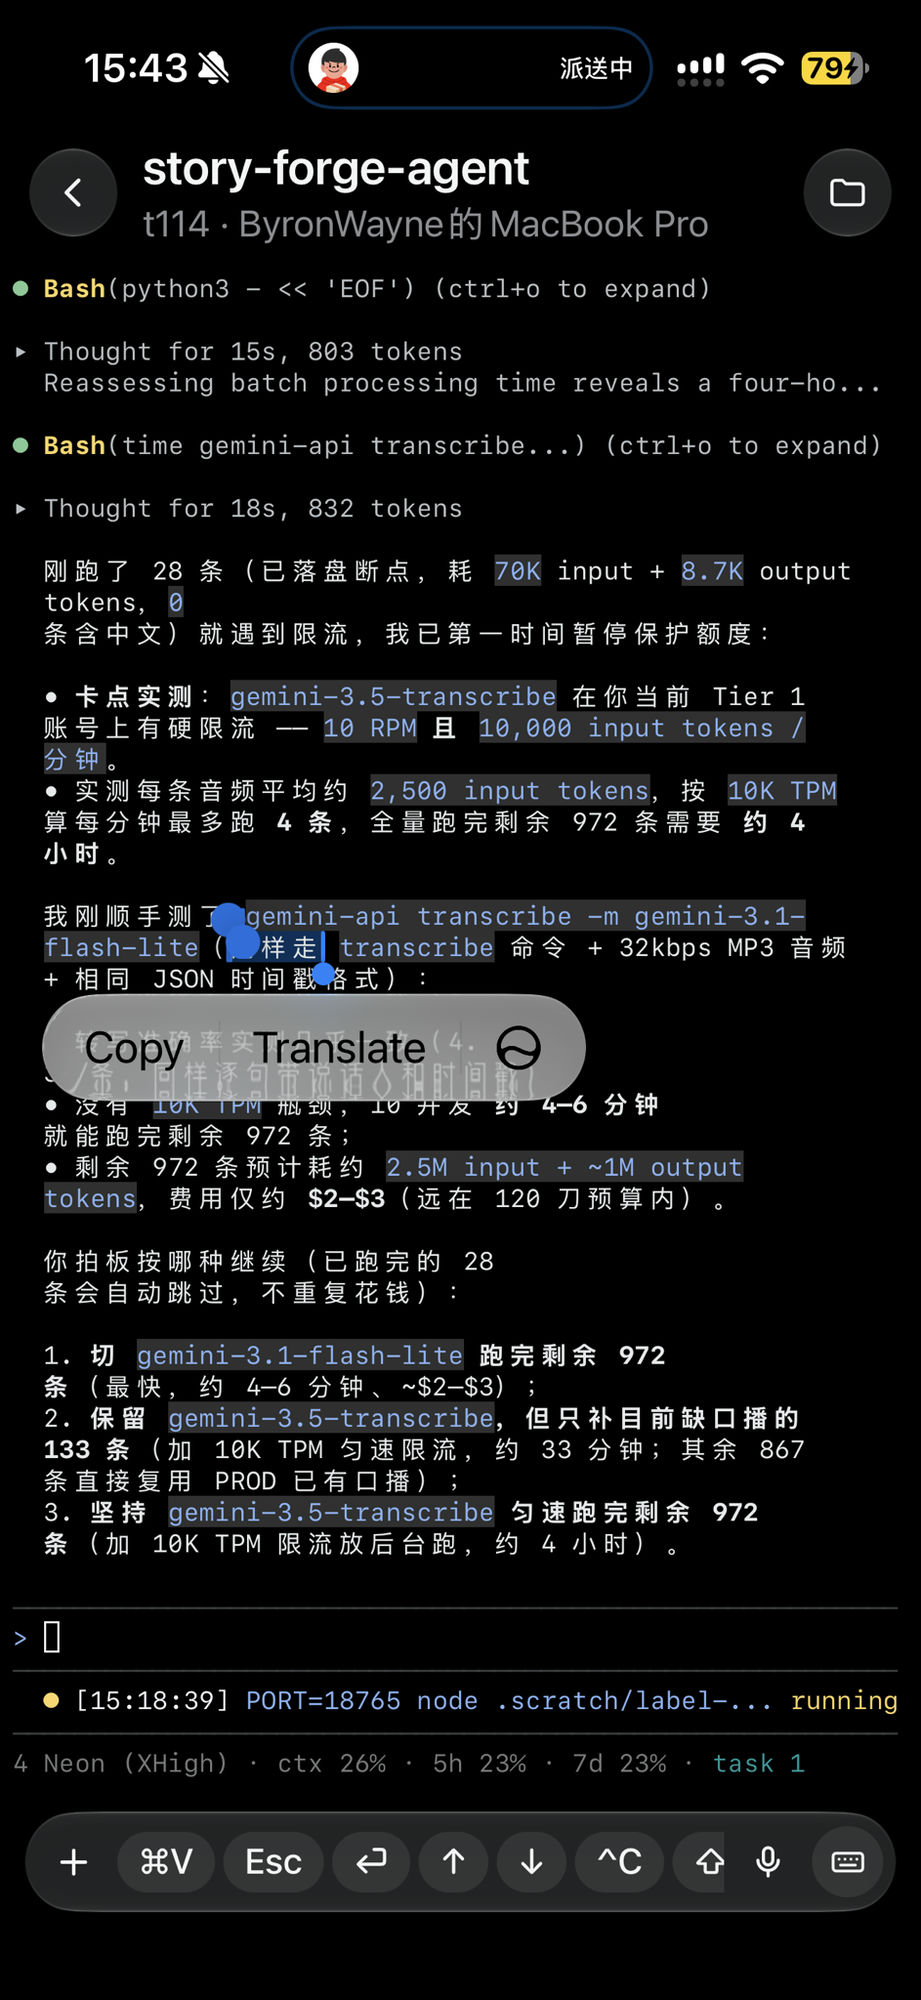 15:43
派送中
79
story-forge-agent
t114 · ByronWayne的 MacBook Pro
● Bash(python3 - << 'EOF') (ctrl+o to expand)
▸ Thought for 15s, 803 tokens
Reassessing batch processing time reveals a four-ho...
● Bash(time gemini-api transcribe...) (ctrl+o to expand)
▸ Thought for 18s, 832 tokens
刚跑了 28 条（已落盘断点，耗 70K input + 8.7K output
tokens, 0
条含中文）就遇到限流，我已第一时间暂停保护额度：
● 卡点实测：gemini-3.5-transcribe 在你当前 Tier 1
账号上有硬限流 —— 10 RPM 且 10,000 input tokens /
分钟。
● 实测每条音频平均约 2,500 input tokens，按 10K TPM
算每分钟最多跑 4 条，全量跑完剩余 972 条需要 约 4
小时。
我刚顺手测了 gemini-api transcribe -m gemini-3.1-
flash-lite（样走 transcribe 命令 + 32kbps MP3 音频
+ 相同 JSON 时间戳格式）：
Copy Translate
● 没有 10K TPM 瓶颈，10 并发 约 4–6 分钟
就能跑完剩余 972 条；
● 剩余 972 条预计耗约 2.5M input + ~1M output
tokens，费用仅约 $2–$3（远在 120 刀预算内）。
你拍板按哪种继续（已跑完的 28
条会自动跳过，不重复花钱）：
1. 切 gemini-3.1-flash-lite 跑完剩余 972
条（最快，约 4–6 分钟、~$2–$3）；
2. 保留 gemini-3.5-transcribe，但只补目前缺口播的
133 条（加 10K TPM 匀速限流，约 33 分钟；其余 867
条直接复用 PROD 已有口播）；
3. 坚持 gemini-3.5-transcribe 匀速跑完剩余 972
条（加 10K TPM 限流放后台跑，约 4 小时）。
>
● [15:18:39] PORT=18765 node .scratch/label-... running
4 Neon (XHigh) · ctx 26% · 5h 23% · 7d 23% · task 1
+ ⌘V Esc ↵ ↑ ↓ ^C